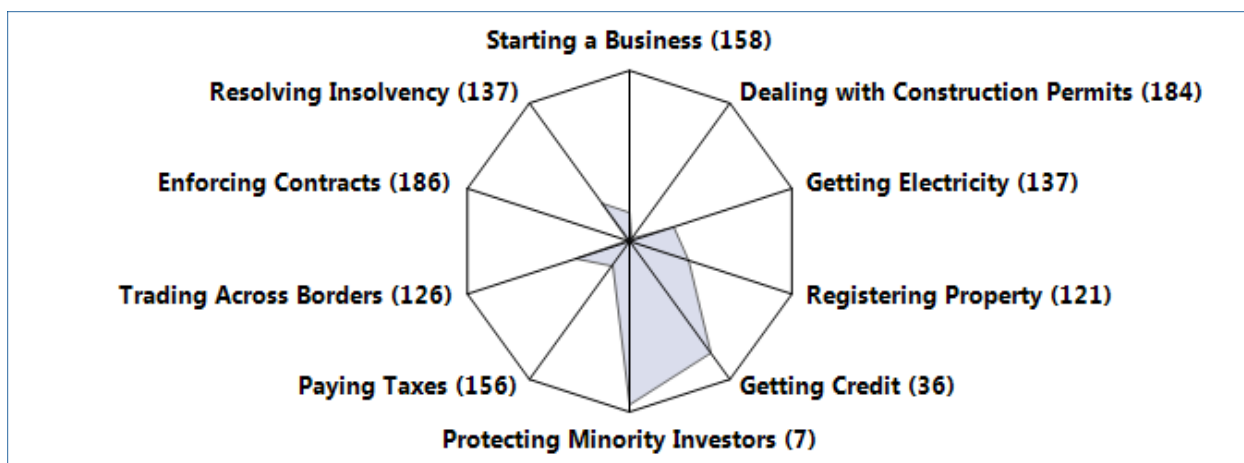 Starting a Business (158)
Resolving Insolvency (137)
Dealing with Construction Permits (184)
Enforcing Contracts (186)
Getting Electricity (137)
Trading Across Borders (126)
Registering Property (121)
Paying Taxes (156)
Getting Credit (36)
Protecting Minority Investors (7)